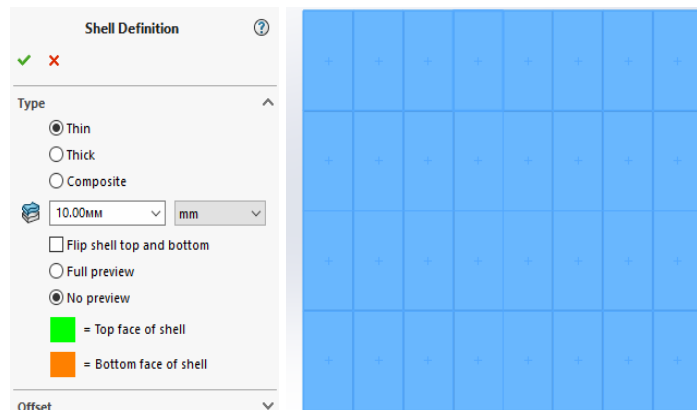 Shell Definition
Type
Thin
Thick
Composite
10.00мм
mm
Flip shell top and bottom
Full preview
No preview
= Top face of shell
= Bottom face of shell
Offset